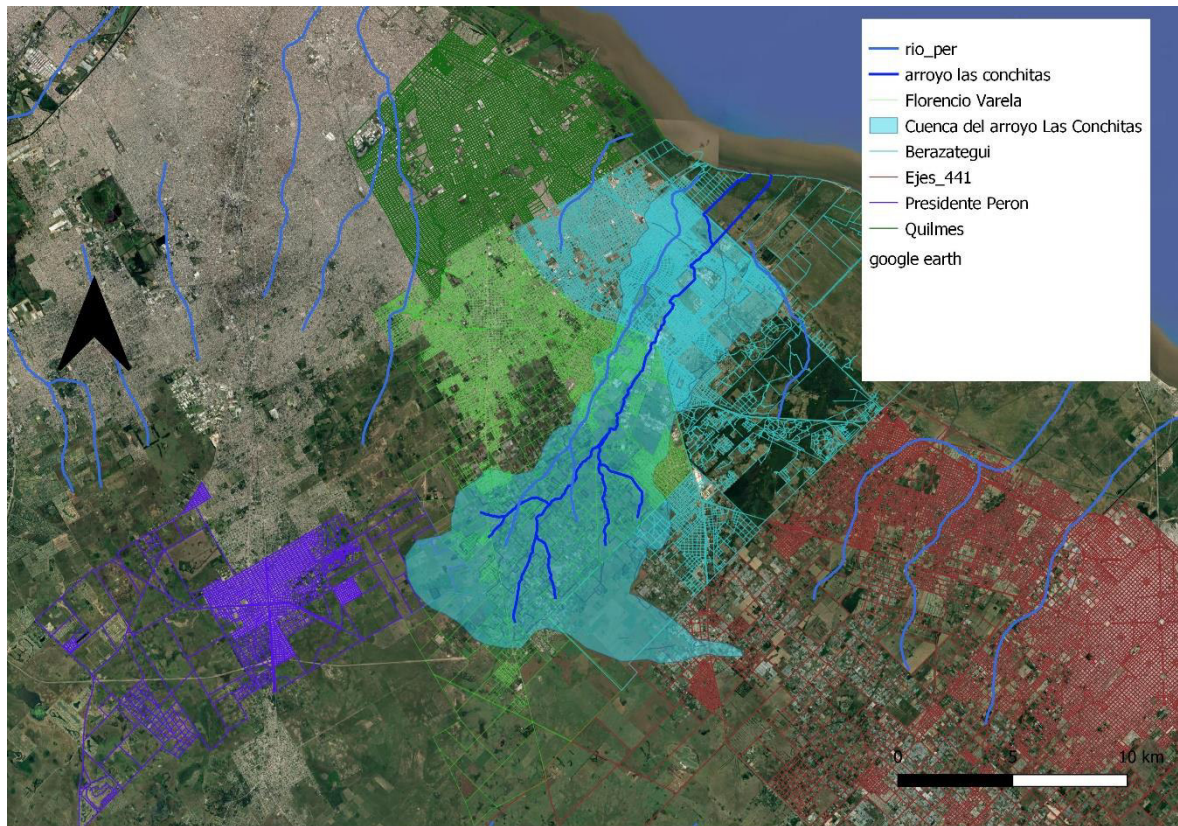 rio_per
arroyo las conchitas
Florencio Varela
Cuenca del arroyo Las Conchitas
Berazategui
Ejes_441
Presidente Peron
Quilmes
google earth
0 5 10 km